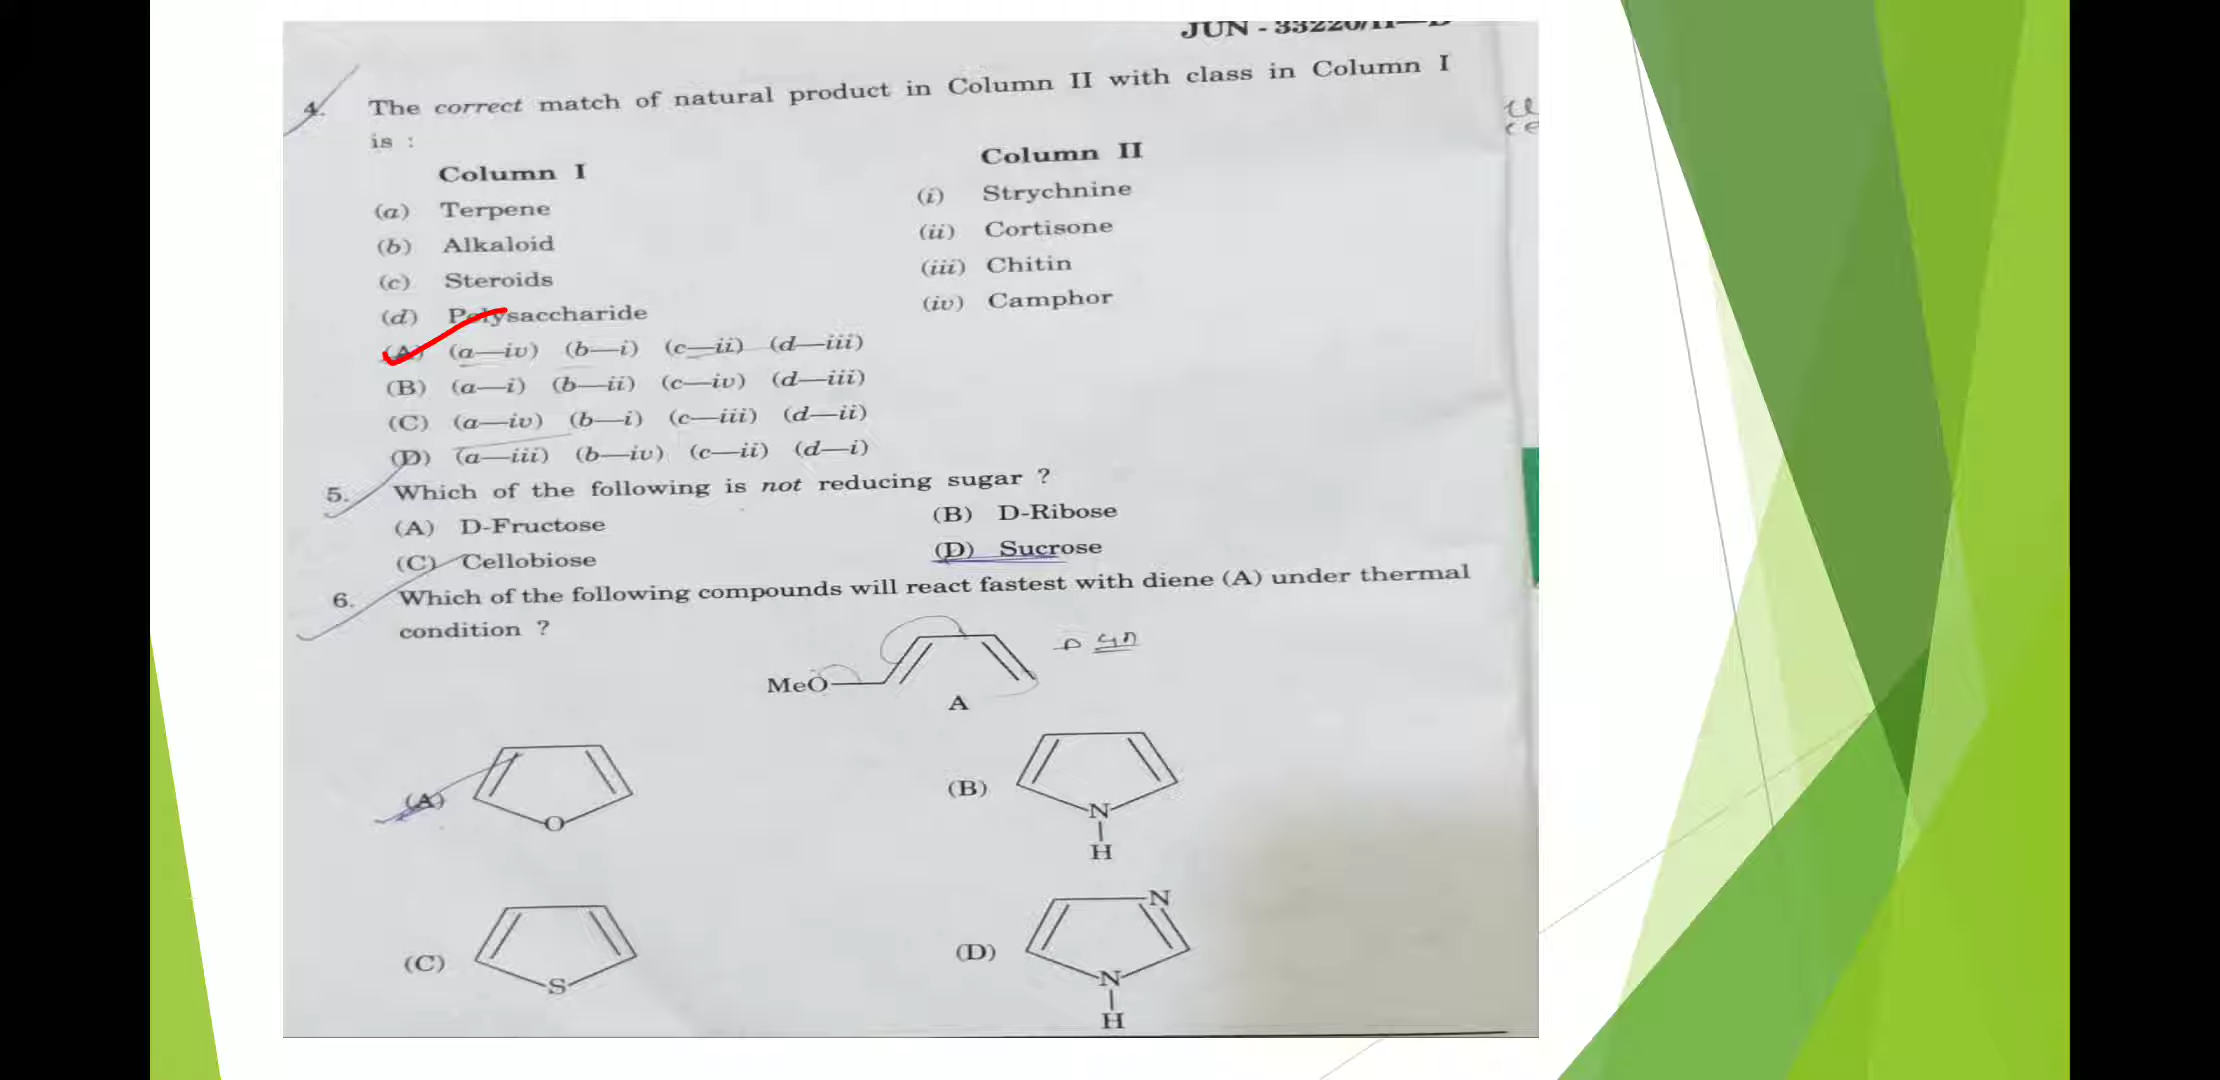 4. The correct match of natural product in Column II with class in Column I
is :
Column I Column II
(a) Terpene (i) Strychnine
(b) Alkaloid (ii) Cortisone
(c) Steroids (iii) Chitin
(d) Polysaccharide (iv) Camphor
(A) (a—iv) (b—i) (c—ii) (d—iii)
(B) (a—i) (b—ii) (c—iv) (d—iii)
(C) (a—iv) (b—i) (c—iii) (d—ii)
(D) (a—iii) (b—iv) (c—ii) (d—i)
5. Which of the following is not reducing sugar ?
(A) D-Fructose (B) D-Ribose
(C) Cellobiose (D) Sucrose
6. Which of the following compounds will react fastest with diene (A) under thermal
condition ?
MeO
A
(A) O
(B) N H
(C) S
(D) N N H